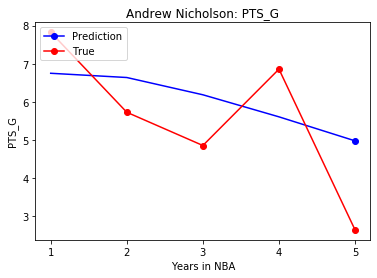 Andrew Nicholson: PTS_G
8
7
6
5
4
3
PTS_G
Prediction
True
1 2 3 4 5
Years in NBA